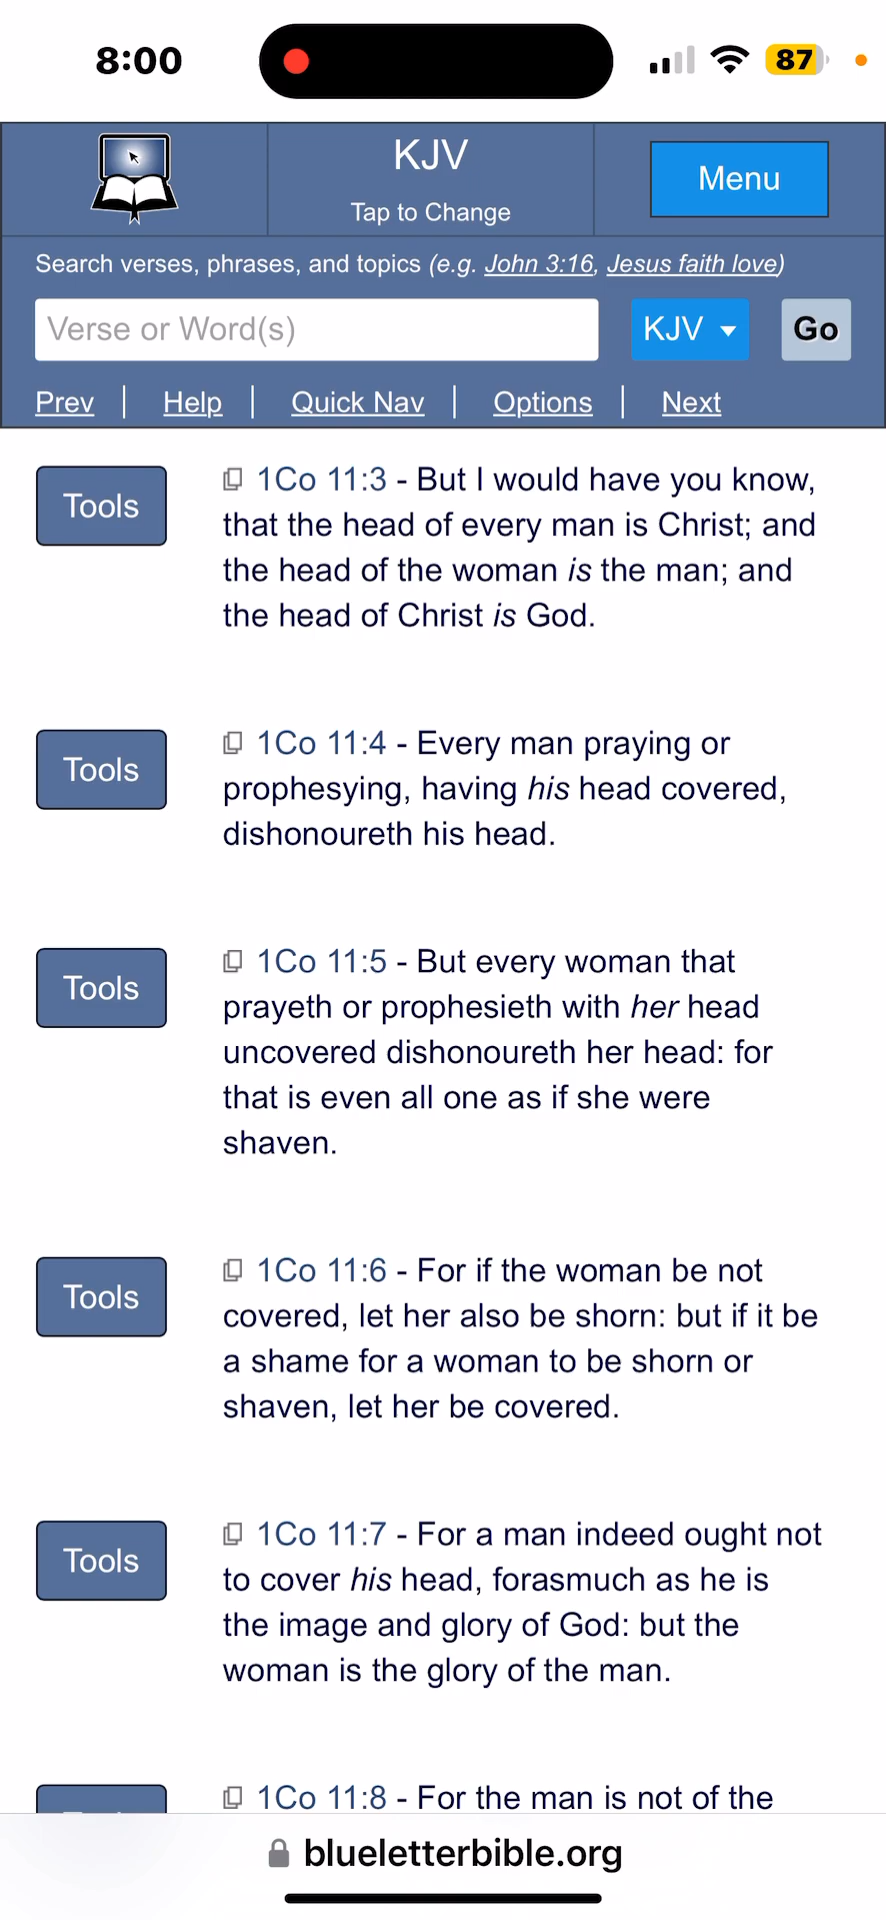 8:00
87
KJV
Tap to Change
Menu
Search verses, phrases, and topics (e.g. John 3:16, Jesus faith love)
Verse or Word(s)
KJV
Go
Prev | Help | Quick Nav | Options | Next
Tools
1Co 11:3 - But I would have you know,
that the head of every man is Christ; and
the head of the woman is the man; and
the head of Christ is God.
Tools
1Co 11:4 - Every man praying or
prophesying, having his head covered,
dishonoureth his head.
Tools
1Co 11:5 - But every woman that
prayeth or prophesieth with her head
uncovered dishonoureth her head: for
that is even all one as if she were
shaven.
Tools
1Co 11:6 - For if the woman be not
covered, let her also be shorn: but if it be
a shame for a woman to be shorn or
shaven, let her be covered.
Tools
1Co 11:7 - For a man indeed ought not
to cover his head, forasmuch as he is
the image and glory of God: but the
woman is the glory of the man.
1Co 11:8 - For the man is not of the
blueletterbible.org